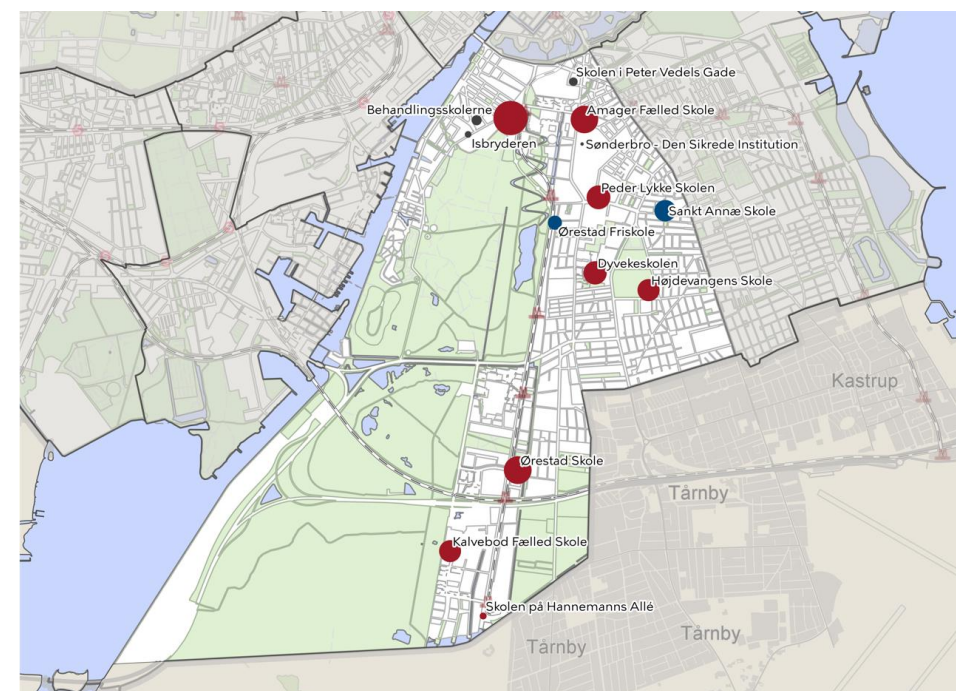 Skolen i Peter Vedels Gade
Behandlingsskolerne
Amager Fælled Skole
Isbryderen
Sønderbro - Den Sikrede Institution
Peder Lykke Skolen
Sankt Annæ Skole
Ørestad Friskole
Dyvekeskolen
Højdevangens Skole
Kastrup
Ørestad Skole
Tårnby
Kalvebod Fælled Skole
Skolen på Hannemanns Allé
Tårnby
Tårnby